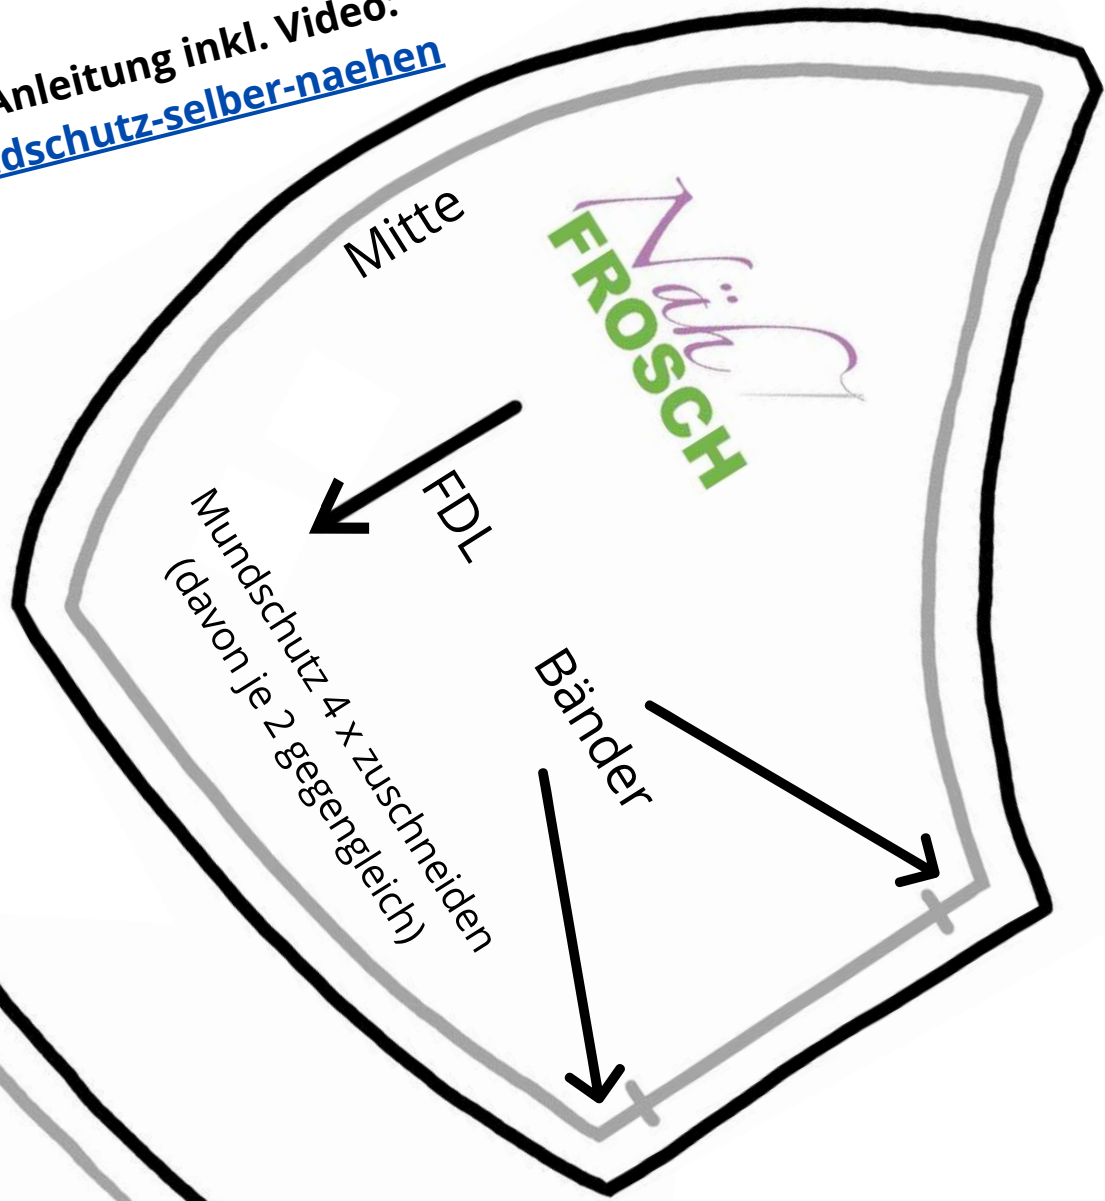 Anleitung inkl. Video:
dschutz-selber-naehen
Mitte
Näh
FROSCH
FDL
Mundschutz 4 x zuschneiden
(davon je 2 gegengleich)
Bänder